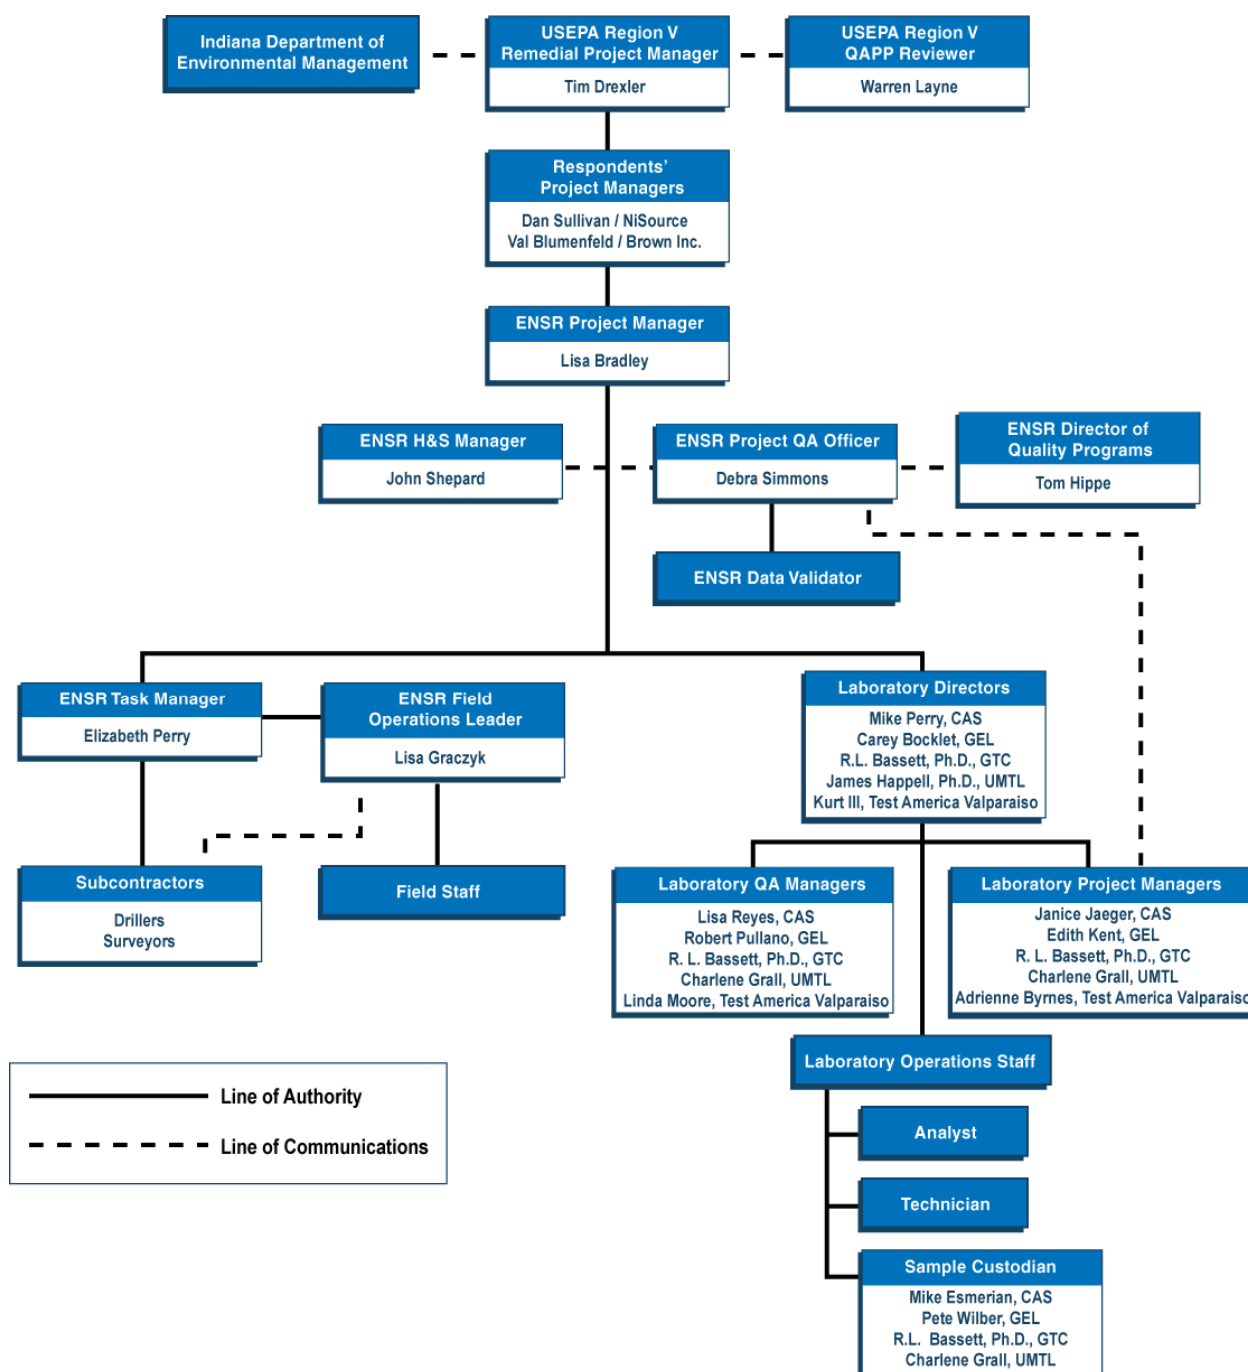 Indiana Department of
Environmental Management
USEPA Region V
Remedial Project Manager
Tim Drexler
USEPA Region V
QAPP Reviewer
Warren Layne
Respondents'
Project Managers
Dan Sullivan / NiSource
Val Blumenfeld / Brown Inc.
ENSR Project Manager
Lisa Bradley
ENSR H&S Manager
John Shepard
ENSR Project QA Officer
Debra Simmons
ENSR Director of
Quality Programs
Tom Hippe
ENSR Data Validator
ENSR Task Manager
Elizabeth Perry
ENSR Field
Operations Leader
Lisa Graczyk
Laboratory Directors
Mike Perry, CAS
Carey Bocklet, GEL
R.L. Bassett, Ph.D., GTC
James Happell, Ph.D., UMTL
Kurt Ill, Test America Valparaiso
Subcontractors
Drillers
Surveyors
Field Staff
Laboratory QA Managers
Lisa Reyes, CAS
Robert Pullano, GEL
R. L. Bassett, Ph.D., GTC
Charlene Grall, UMTL
Linda Moore, Test America Valparaiso
Laboratory Project Managers
Janice Jaeger, CAS
Edith Kent, GEL
R. L. Bassett, Ph.D., GTC
Charlene Grall, UMTL
Adrienne Byrnes, Test America Valparaiso
Laboratory Operations Staff
Analyst
Technician
Sample Custodian
Mike Esmerian, CAS
Pete Wilber, GEL
R.L. Bassett, Ph.D., GTC
Charlene Grall, UMTL
Line of Authority
Line of Communications